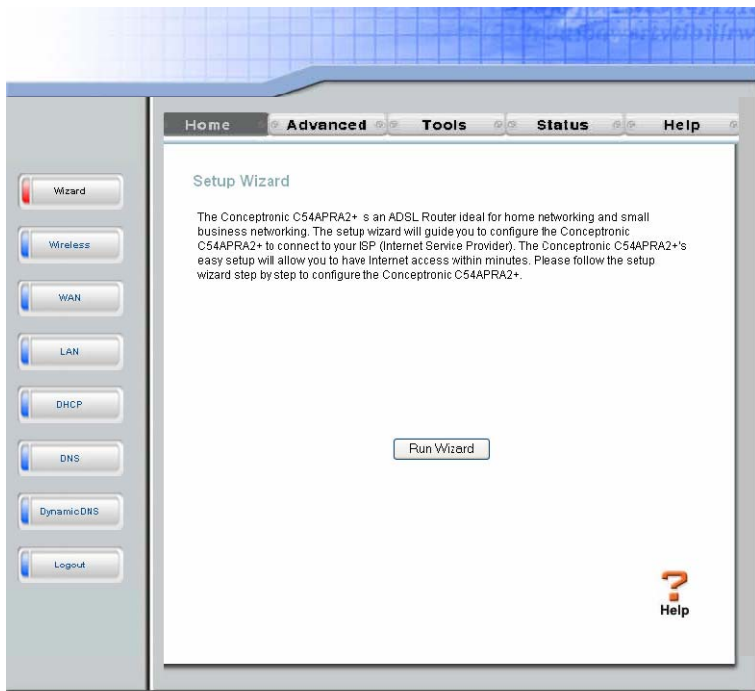 Home
Advanced
Tools
Status
Help
Wizard
Wireless
WAN
LAN
DHCP
DNS
DynamicDNS
Logout
Setup Wizard
The Conceptronic C54APRA2+ s an ADSL Router ideal for home networking and small
business networking. The setup wizard will guide you to configure the Conceptronic
C54APRA2+ to connect to your ISP (Internet Service Provider). The Conceptronic C54APRA2+'s
easy setup will allow you to have Internet access within minutes. Please follow the setup
wizard step by step to configure the Conceptronic C54APRA2+.
Run Wizard
Help